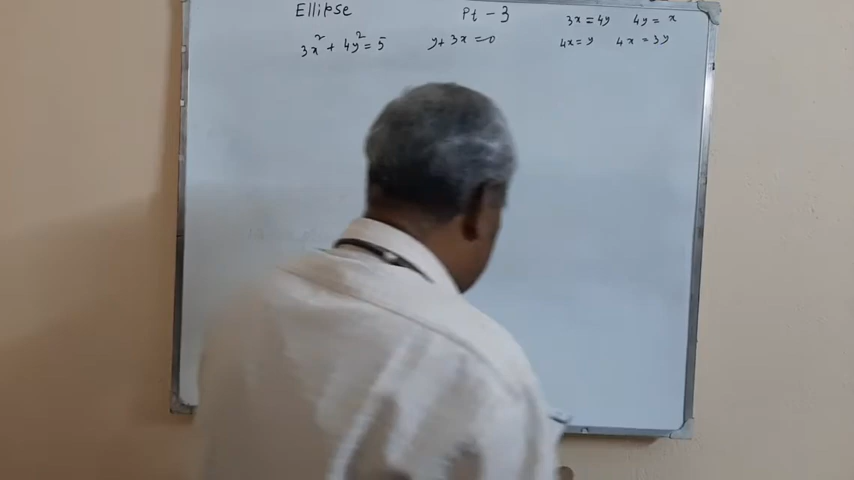 Ellipse Pt - 3
3x² + 4y² = 5 y + 3x = 0
3x = 4y 4y = x
4x = y 4x = 3y